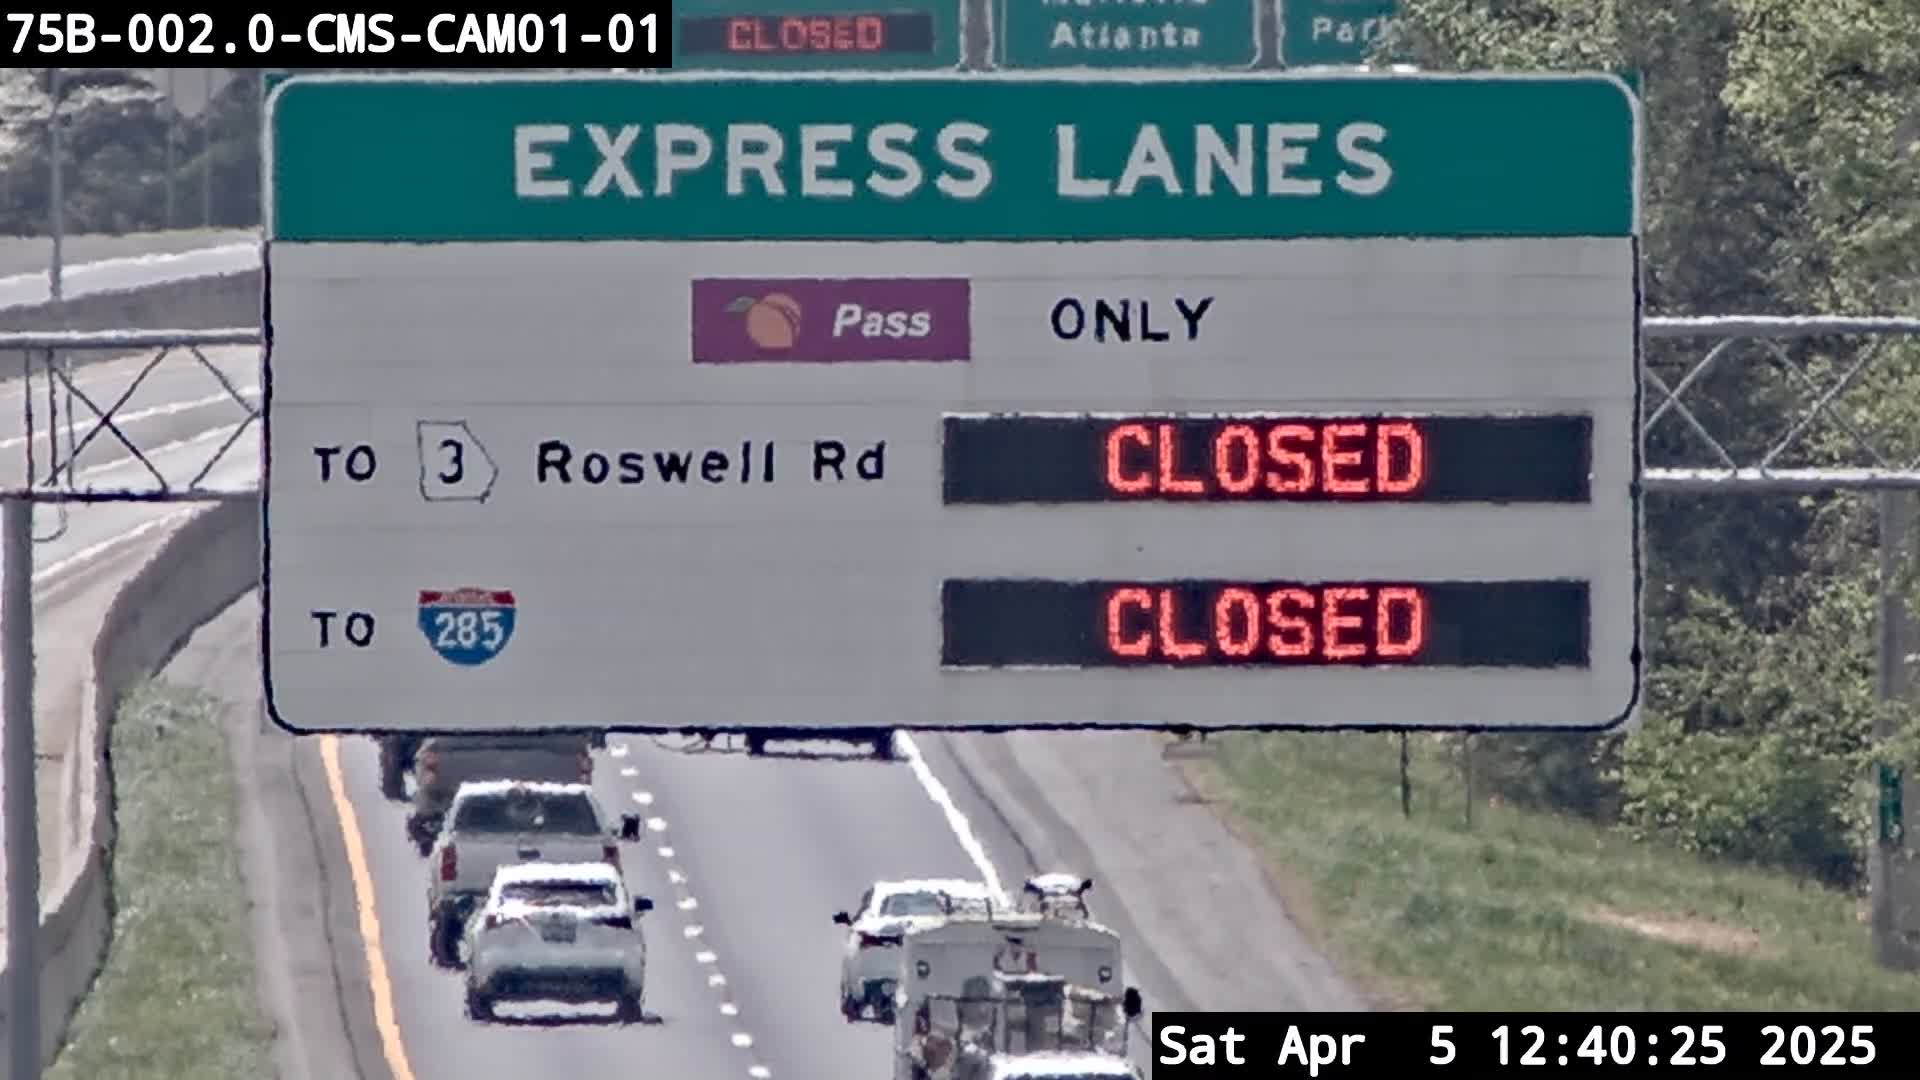 75B-002.0-CMS-CAM01-01
CLOSED
Atlanta
EXPRESS LANES
Pass ONLY
TO 3 Roswell Rd CLOSED
TO 285 CLOSED
Sat Apr 5 12:40:25 2025